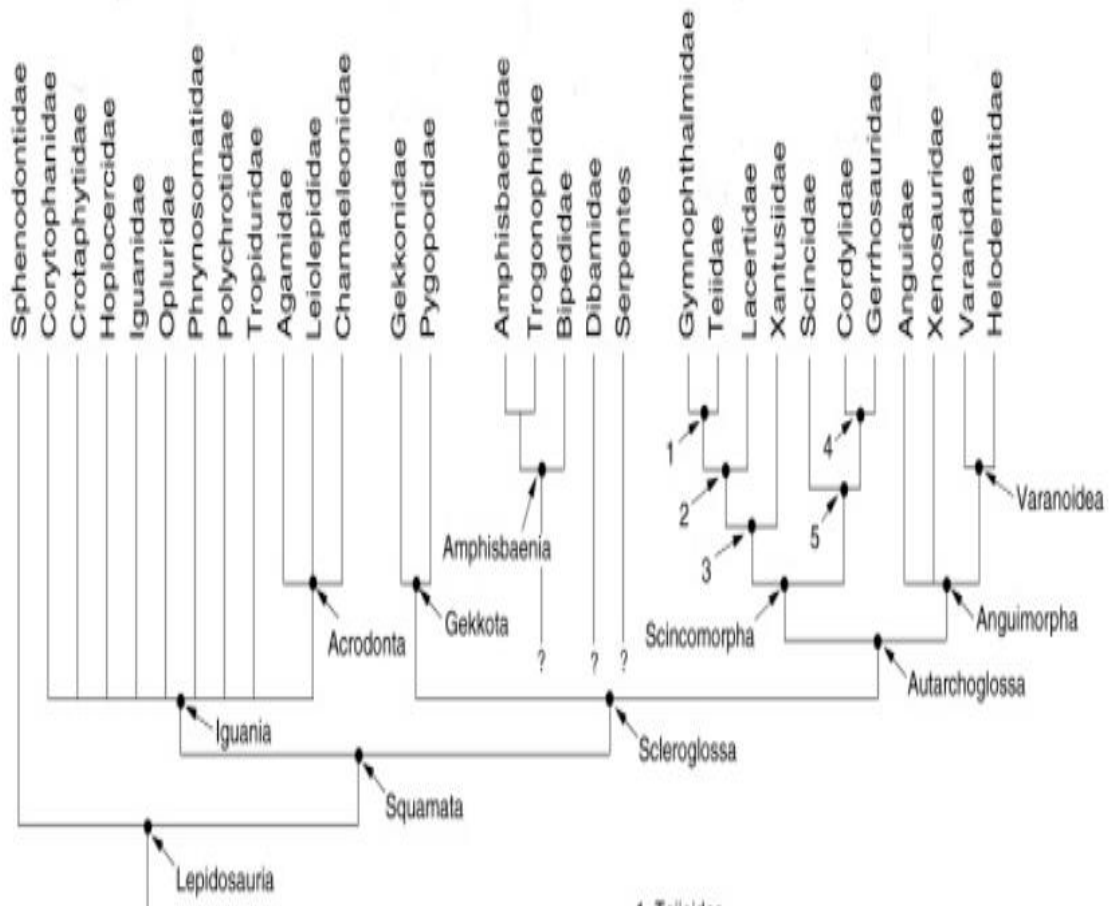 Sphenodontidae
Corytophanidae
Crotaphytidae
Hoplocercidae
Iguanidae
Opluridae
Phrynosomatidae
Polychrotidae
Tropiduridae
Agamidae
Leiolepididae
Chamaeleonidae
Gekkonidae
Pygopodidae
Amphisbaenidae
Trogonophidae
Bipedidae
Dibamidae
Serpentes
Gymnophthalmidae
Teiidae
Lacertidae
Xantusiidae
Scincidae
Cordylidae
Gerrhosauridae
Anguidae
Xenosauridae
Varanidae
Helodermatidae
1
4
2
Varanoidea
5
Amphisbaenia
3
Gekkota
Acrodonta
Scincomorpha
Anguimorpha
? ? ?
Autarchoglossa
Iguania
Scleroglossa
Squamata
Lepidosauria